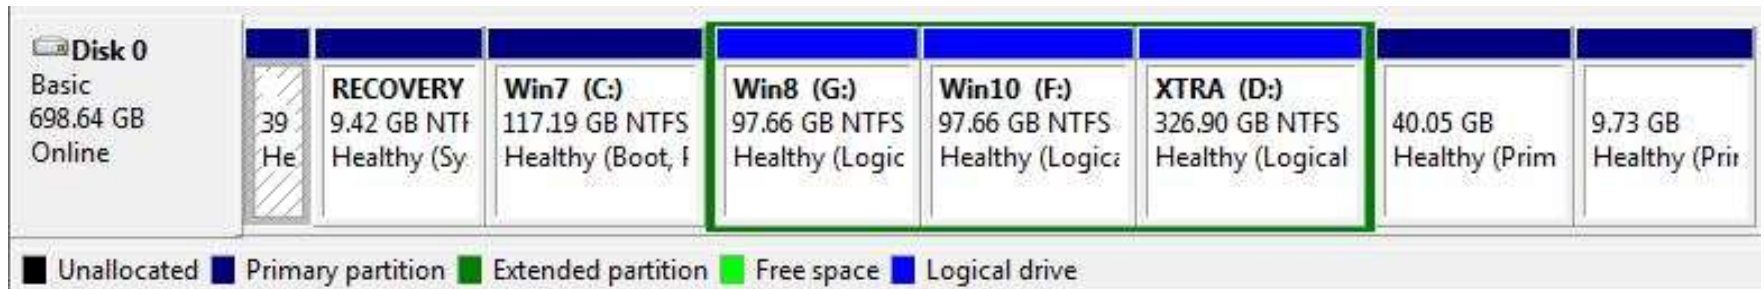 Disk 0
Basic
698.64 GB
Online
39
He
RECOVERY
9.42 GB NTF
Healthy (Sy
Win7 (C:)
117.19 GB NTFS
Healthy (Boot, P
Win8 (G:)
97.66 GB NTFS
Healthy (Logic
Win10 (F:)
97.66 GB NTFS
Healthy (Logica
XTRA (D:)
326.90 GB NTFS
Healthy (Logical
40.05 GB
Healthy (Prim
9.73 GB
Healthy (Prin
Unallocated Primary partition Extended partition Free space Logical drive